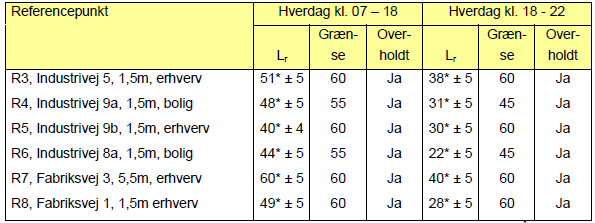 Referencepunkt Hverdag kl. 07 – 18 Hverdag kl. 18 - 22
Lr Græn-se Over-holdt Lr Græn-se Over-holdt
R3, Industrivej 5, 1,5m, erhverv 51* ± 5 60 Ja 38* ± 5 60 Ja
R4, Industrivej 9a, 1,5m, bolig 48* ± 5 55 Ja 31* ± 5 45 Ja
R5, Industrivej 9b, 1,5m, erhverv 40* ± 4 60 Ja 30* ± 5 60 Ja
R6, Industrivej 8a, 1,5m, bolig 44* ± 5 55 Ja 22* ± 5 45 Ja
R7, Fabriksvej 3, 5,5m, erhverv 60* ± 5 60 Ja 40* ± 5 60 Ja
R8, Fabriksvej 1, 1,5m erhverv 49* ± 5 60 Ja 28* ± 5 60 Ja